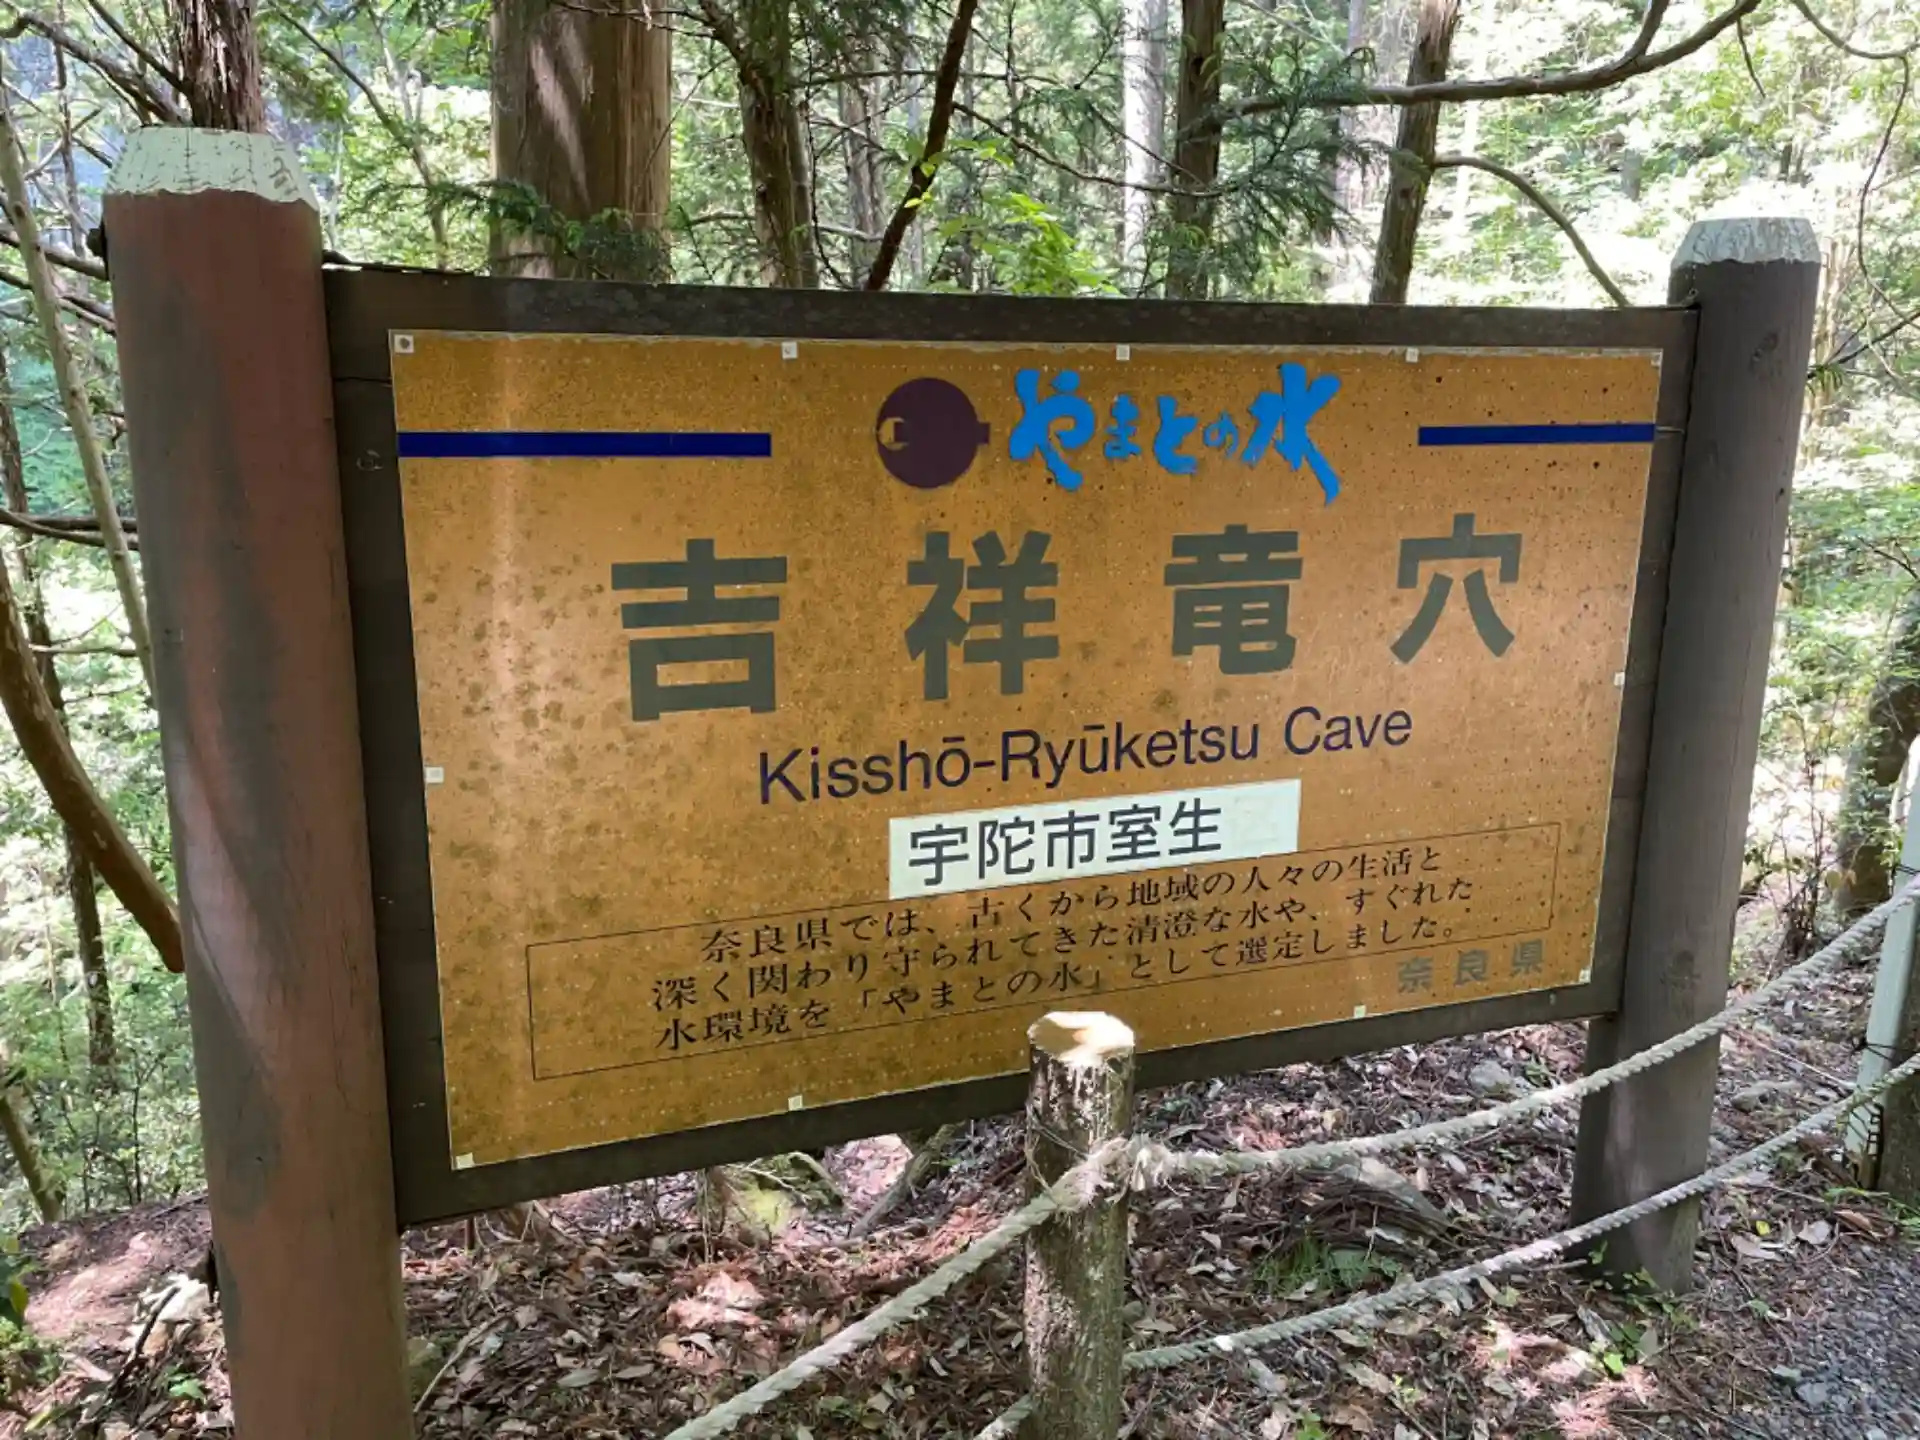 やまとの水
吉祥竜穴
Kisshō-Ryūketsu Cave
宇陀市室生
奈良県では、古くから地域の人々の生活と
深く関わり守られてきた清澄な水や、すぐれた
水環境を「やまとの水」として選定しました。
奈良県